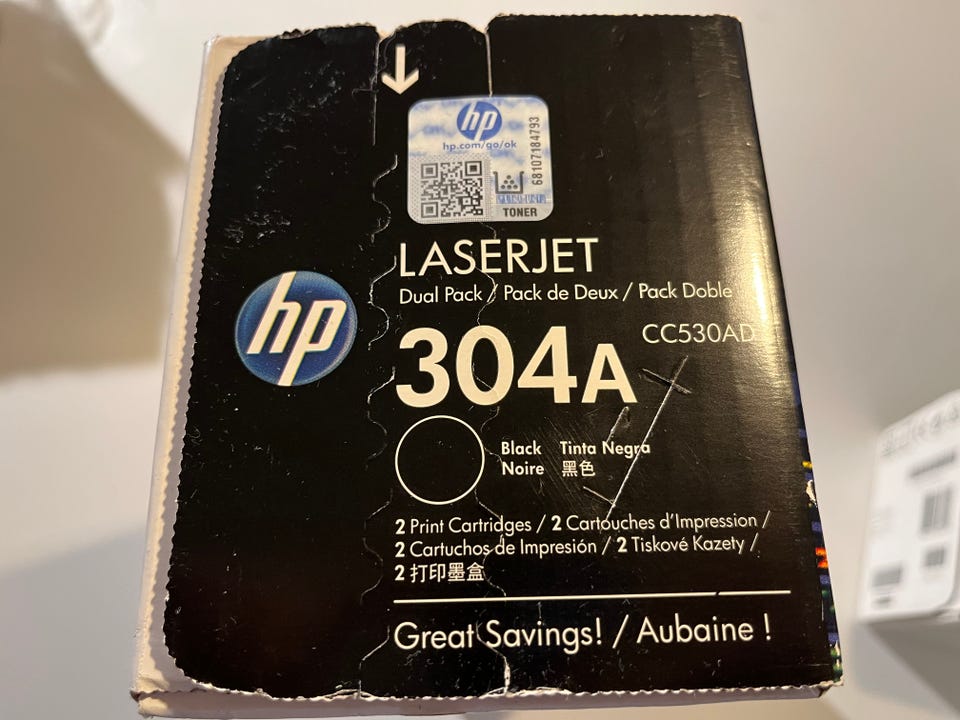 hp
hp.com/go/ok
68107184793
TONER
LASERJET
Dual Pack / Pack de Deux / Pack Doble
hp
304A
CC530AD
Black Tinta Negra
Noire 黑色
2 Print Cartridges / 2 Cartouches d’Impression /
2 Cartuchos de Impresión / 2 Tiskové Kazety /
2 打印墨盒
Great Savings! / Aubaine !